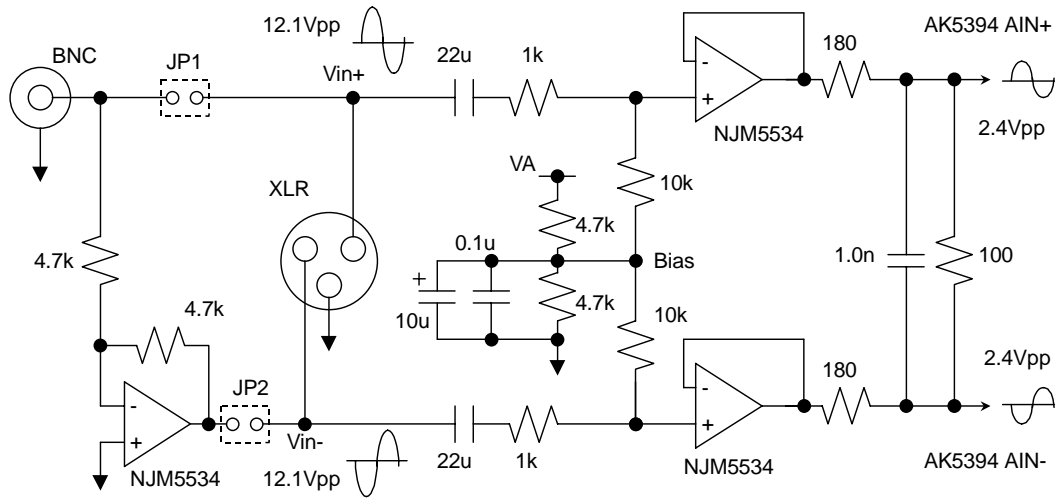 12.1Vpp
BNC
JP1
Vin+
22u
1k
-
+
NJM5534
180
AK5394 AIN+
2.4Vpp
XLR
VA
10k
4.7k
0.1u
Bias
4.7k
+
10u
4.7k
10k
1.0n
100
4.7k
JP2
-
+
NJM5534
Vin-
12.1Vpp
22u
1k
-
+
NJM5534
180
2.4Vpp
AK5394 AIN-